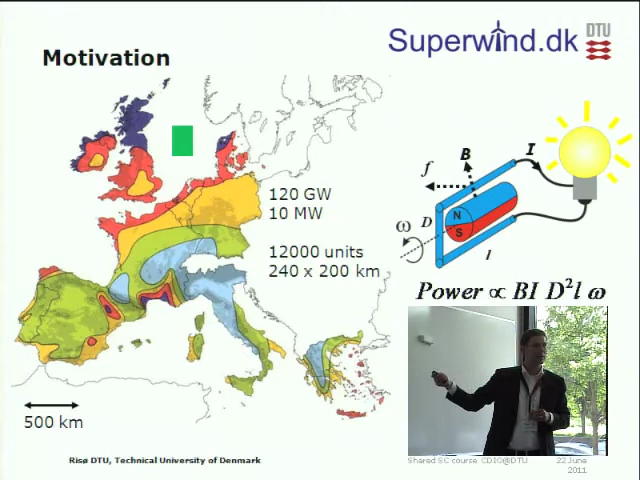 Superwind.dk
DTU
Motivation
120 GW
10 MW
12000 units
240 x 200 km
500 km
f
B
I
N
S
D
ω
l
Power ∝ BI D²l ω
Risø DTU, Technical University of Denmark
Shared SC course CDIO@DTU
22 June
2011